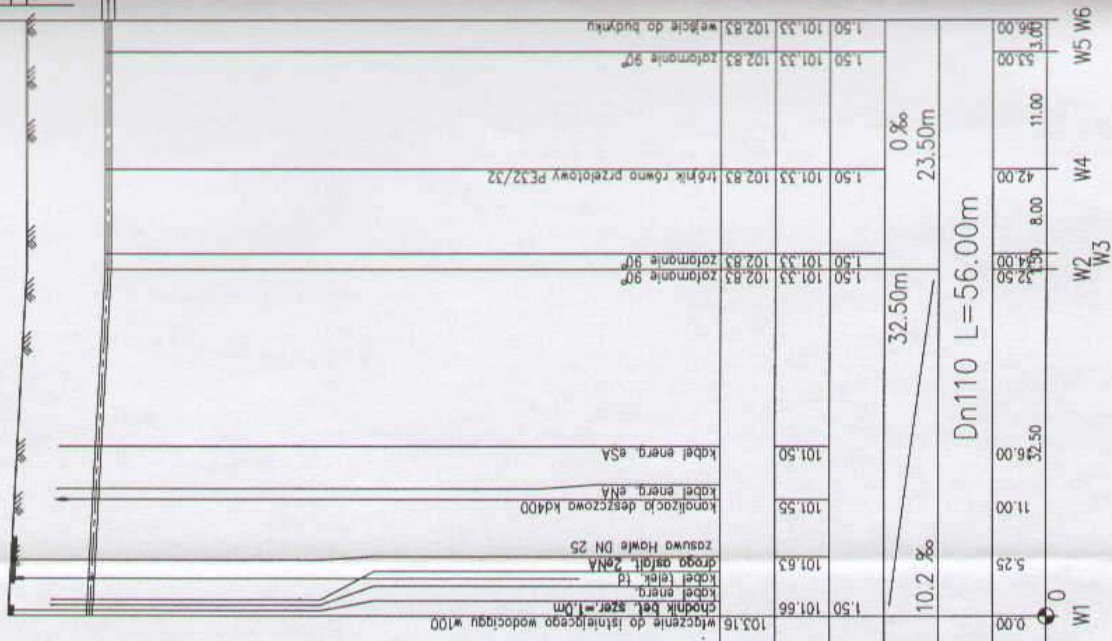 włączenie do istniejącego wodociągu w100 103.16
chodnik bet. szer.=1.0m 101.66 1.50 0.00
kabel energ.
kabel telek. td
droga asfalt. 2eNA 101.63 5.25
zasuwa Hawle DN 25
kanalizacja deszczowa kd400 101.55 11.00
kabel energ. eNA
kabel energ. eSA 101.50 16.00
załamanie 90° 102.83 101.33 1.50 32.50
załamanie 90° 102.83 101.33 1.50 34.00
trójnik równo przelotowy PE32/32 102.83 101.33 1.50 42.00
załamanie 90° 102.83 101.33 1.50 53.00
wejście do budynku 102.83 101.33 1.50 56.00
10.2 ‰ 32.50m
0 ‰ 23.50m
Dn110 L=56.00m
0 32.50 1.50 8.00 11.00 3.00
W1 W2 W3 W4 W5 W6